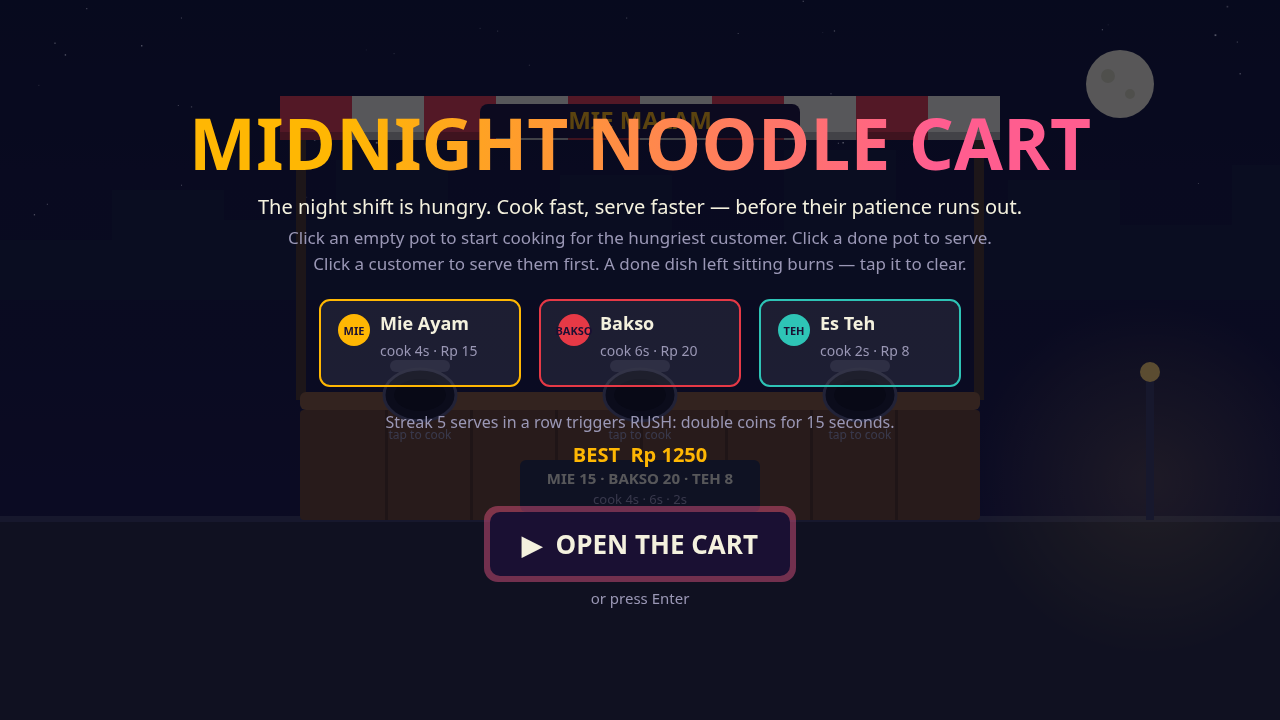 MIE MALAM
MIDNIGHT NOODLE CART
The night shift is hungry. Cook fast, serve faster — before their patience runs out.
Click an empty pot to start cooking for the hungriest customer. Click a done pot to serve.
Click a customer to serve them first. A done dish left sitting burns — tap it to clear.
MIE Mie Ayam
cook 4s · Rp 15
BAKSO Bakso
cook 6s · Rp 20
TEH Es Teh
cook 2s · Rp 8
Streak 5 serves in a row triggers RUSH: double coins for 15 seconds.
tap to cook tap to cook tap to cook
BEST Rp 1250
MIE 15 · BAKSO 20 · TEH 8
cook 4s · 6s · 2s
▶ OPEN THE CART
or press Enter